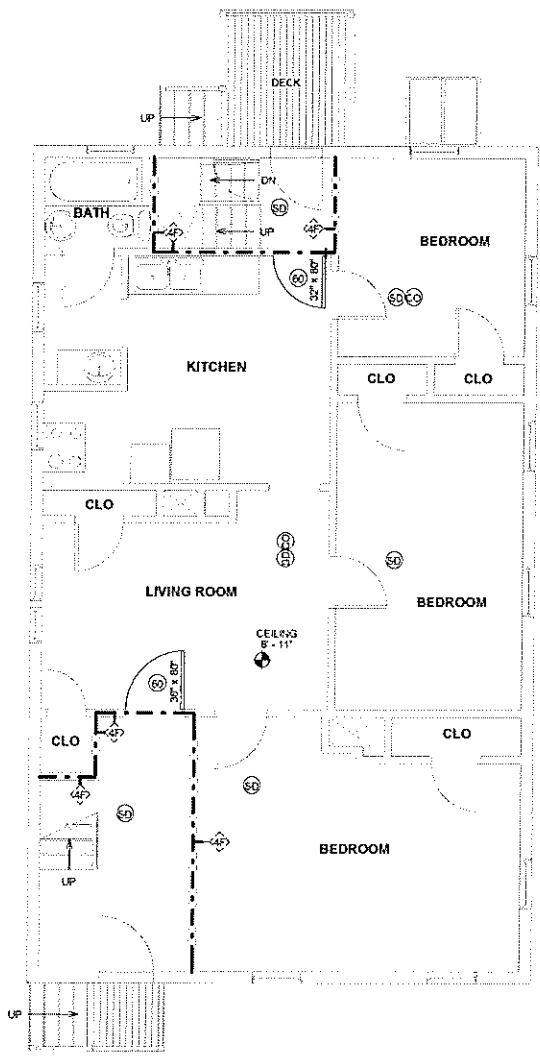 DECK
UP
DN
BATH
SD
4F
UP
4F
BEDROOM
60
32" x 80"
SD CO
KITCHEN
CLO
CLO
CLO
SD CO
SD
LIVING ROOM
BEDROOM
CEILING
8' - 11"
60
36" x 80"
CLO
4F
CLO
4F
SD
SD
4F
BEDROOM
UP
UP